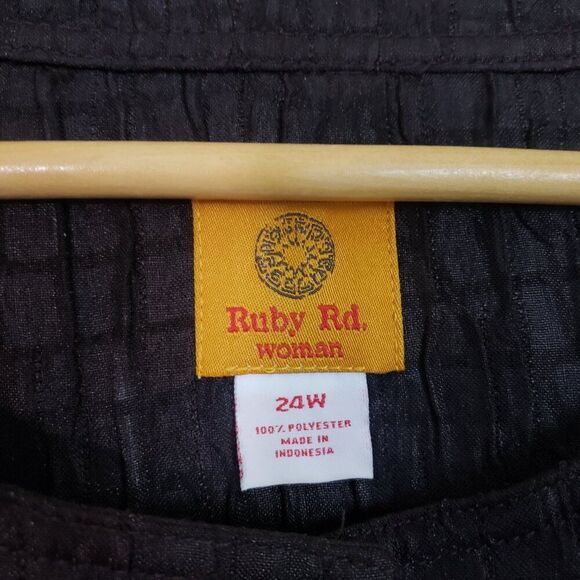 Ruby Rd.
woman
24W
100% POLYESTER
MADE IN
INDONESIA